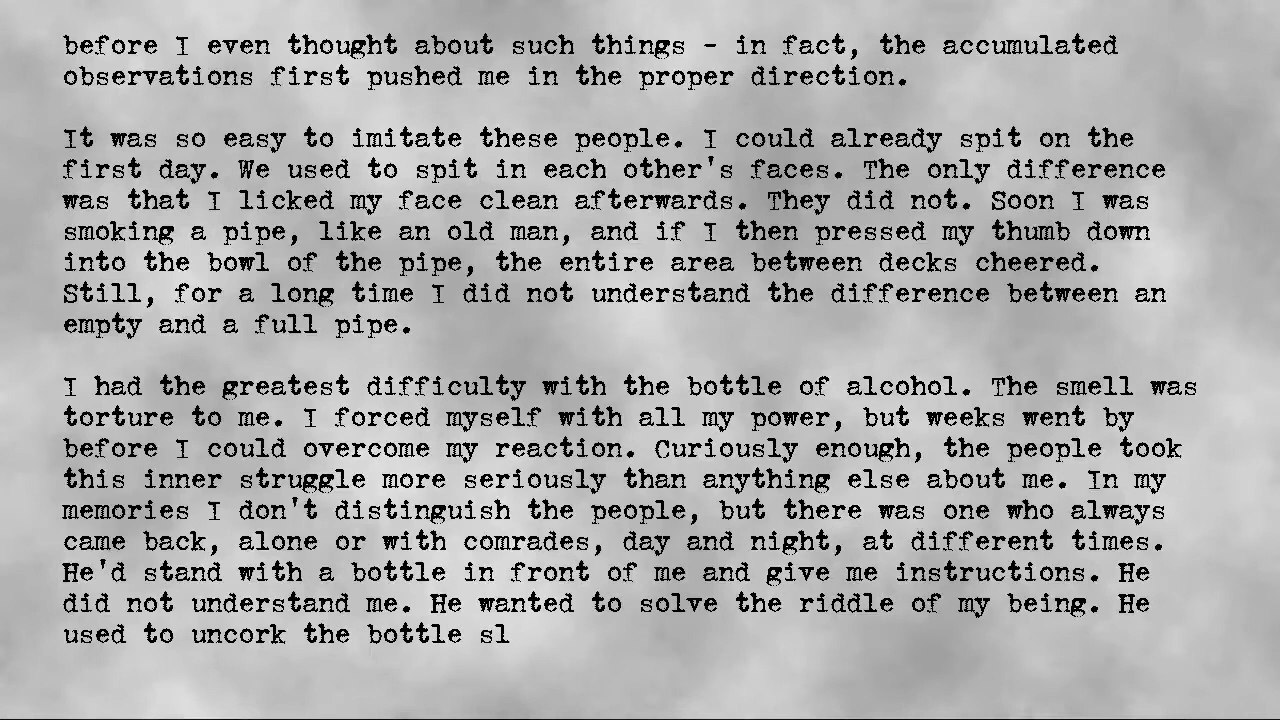 before I even thought about such things - in fact, the accumulated
observations first pushed me in the proper direction.
It was so easy to imitate these people. I could already spit on the
first day. We used to spit in each other's faces. The only difference
was that I licked my face clean afterwards. They did not. Soon I was
smoking a pipe, like an old man, and if I then pressed my thumb down
into the bowl of the pipe, the entire area between decks cheered.
Still, for a long time I did not understand the difference between an
empty and a full pipe.
I had the greatest difficulty with the bottle of alcohol. The smell was
torture to me. I forced myself with all my power, but weeks went by
before I could overcome my reaction. Curiously enough, the people took
this inner struggle more seriously than anything else about me. In my
memories I don't distinguish the people, but there was one who always
came back, alone or with comrades, day and night, at different times.
He'd stand with a bottle in front of me and give me instructions. He
did not understand me. He wanted to solve the riddle of my being. He
used to uncork the bottle sl